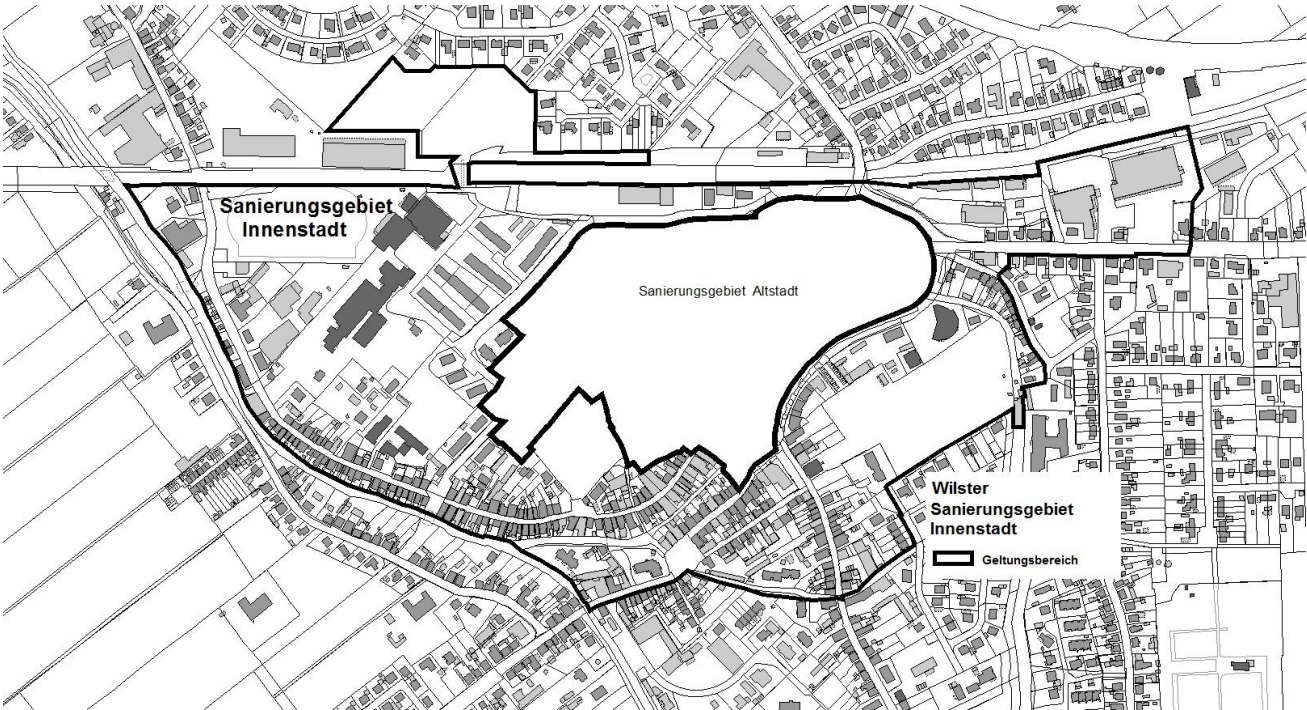 Sanierungsgebiet
Innenstadt
Sanierungsgebiet Altstadt
Wilster
Sanierungsgebiet
Innenstadt
Geltungsbereich